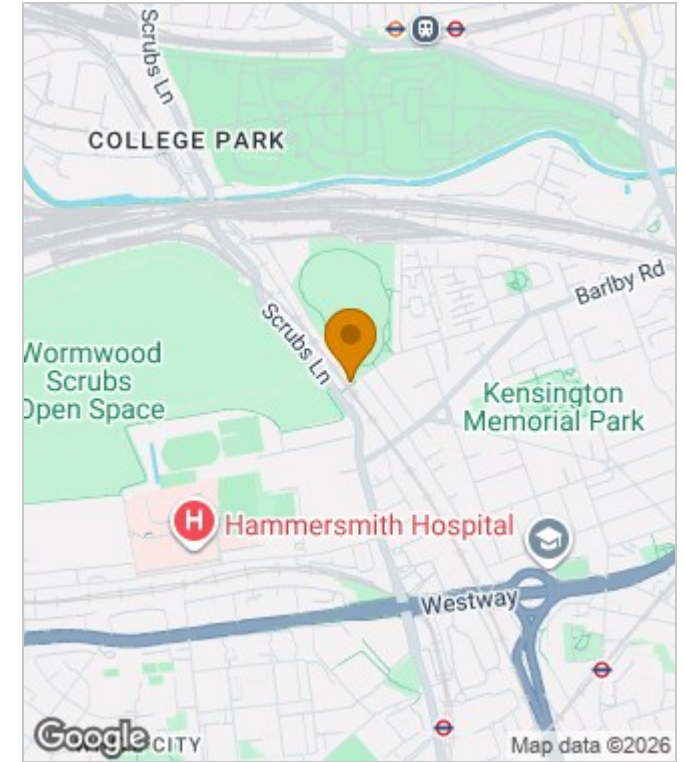 Scrubs Ln
COLLEGE PARK
Barlby Rd
Scrubs Ln
Wormwood
Scrubs
Open Space
Kensington
Memorial Park
H
Hammersmith Hospital
Westway
Google
CITY
Map data ©2026